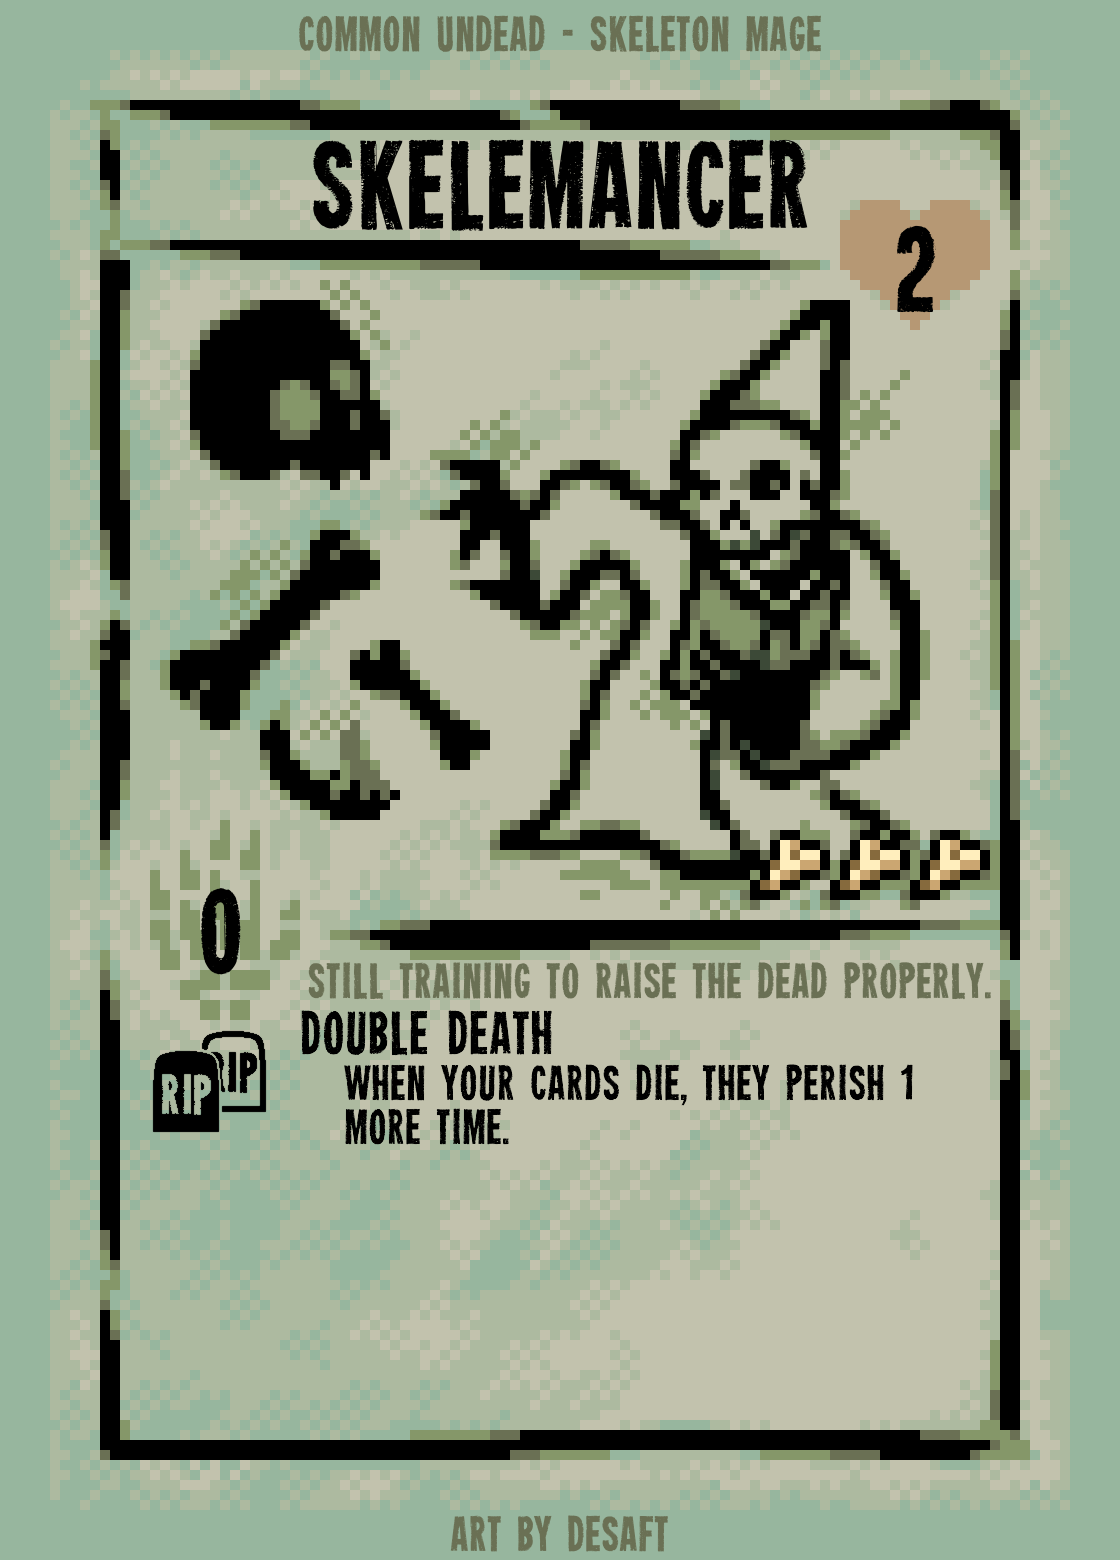 COMMON UNDEAD - SKELETON MAGE
SKELEMANCER
2
0
STILL TRAINING TO RAISE THE DEAD PROPERLY.
DOUBLE DEATH
RIP
RIP
WHEN YOUR CARDS DIE, THEY PERISH 1
MORE TIME.
ART BY DESAFT